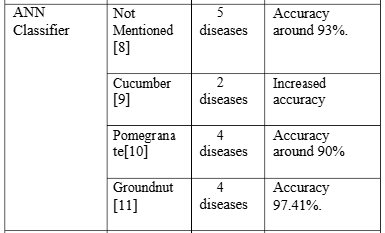 ANN
Classifier
Not
Mentioned
[8]
5
diseases
Accuracy
around 93%.
Cucumber
[9]
2
diseases
Increased
accuracy
Pomegrana
te[10]
4
diseases
Accuracy
around 90%
Groundnut
[11]
4
diseases
Accuracy
97.41%.